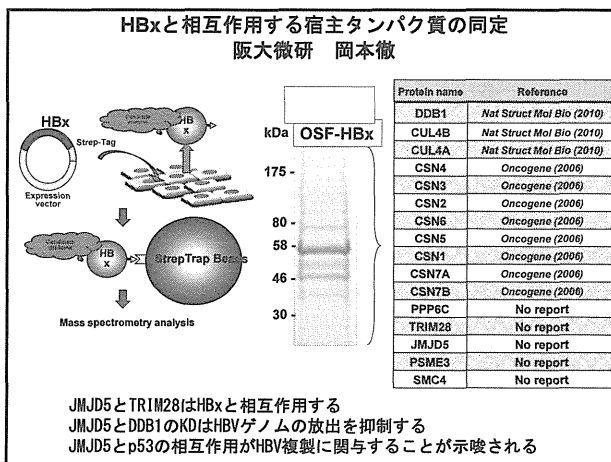 HBxと相互作用する宿主タンパク質の同定
阪大微研 岡本徹
HBx
Strep-Tag
Expression vector
HB
x
HB
x
StrepTrap Beads
Mass spectrometry analysis
kDa
OSF-HBx
175
80
58
46
30
Protein name Reference
DDB1 Nat Struct Mol Bio (2010)
CUL4B Nat Struct Mol Bio (2010)
CUL4A Nat Struct Mol Bio (2010)
CSN4 Oncogene (2006)
CSN3 Oncogene (2006)
CSN2 Oncogene (2006)
CSN6 Oncogene (2006)
CSN5 Oncogene (2006)
CSN1 Oncogene (2006)
CSN7A Oncogene (2006)
CSN7B Oncogene (2006)
PPP6C No report
TRIM28 No report
JMJD5 No report
PSME3 No report
SMC4 No report
JMJD5とTRIM28はHBxと相互作用する
JMJD5とDDB1のKDはHBVゲノムの放出を抑制する
JMJD5とp53の相互作用がHBV複製に関与することが示唆される